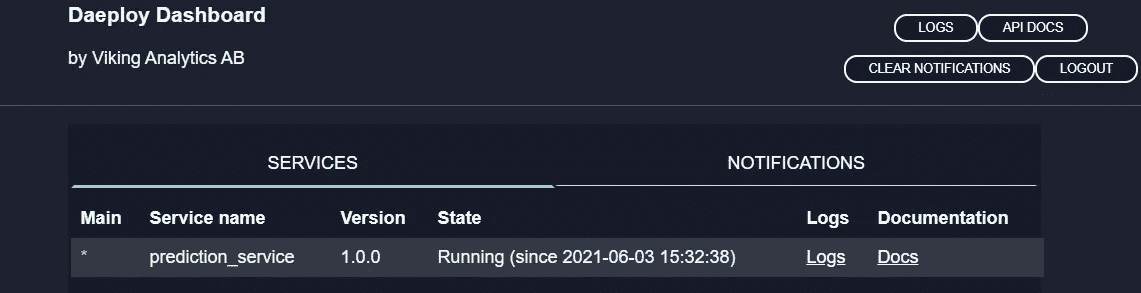 Daeploy Dashboard
by Viking Analytics AB
LOGS API DOCS
CLEAR NOTIFICATIONS LOGOUT
SERVICES NOTIFICATIONS
Main Service name Version State Logs Documentation
* prediction_service 1.0.0 Running (since 2021-06-03 15:32:38) Logs Docs